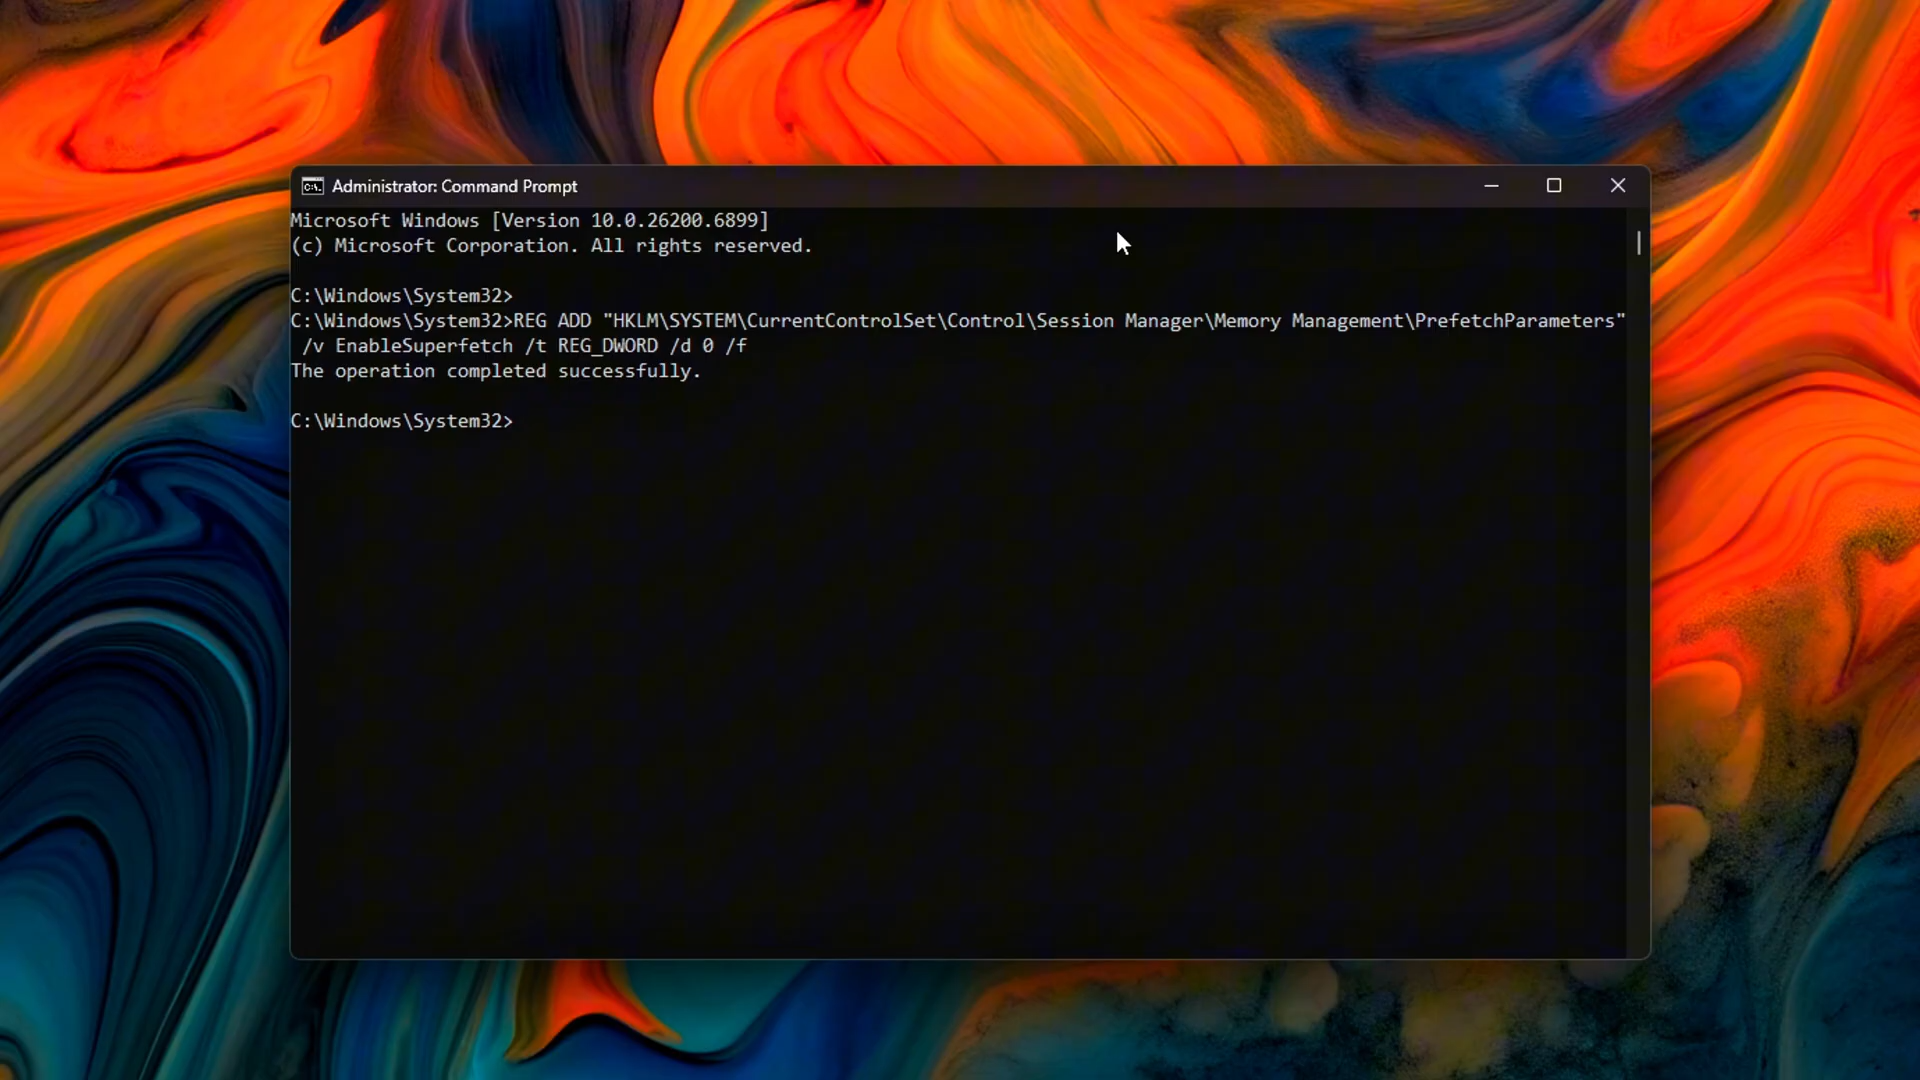 Administrator: Command Prompt
Microsoft Windows [Version 10.0.26200.6899]
(c) Microsoft Corporation. All rights reserved.
C:\Windows\System32>
C:\Windows\System32>REG ADD "HKLM\SYSTEM\CurrentControlSet\Control\Session Manager\Memory Management\PrefetchParameters"
/v EnableSuperfetch /t REG_DWORD /d 0 /f
The operation completed successfully.
C:\Windows\System32>